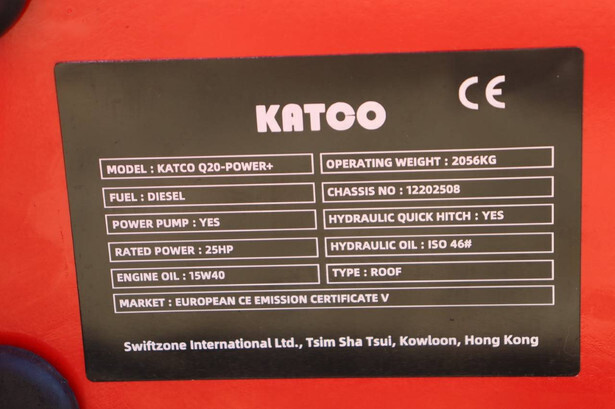 CE
KATCO
MODEL : KATCO Q20-POWER+
OPERATING WEIGHT : 2056KG
FUEL : DIESEL
CHASSIS NO : 12202508
POWER PUMP : YES
HYDRAULIC QUICK HITCH : YES
RATED POWER : 25HP
HYDRAULIC OIL : ISO 46#
ENGINE OIL : 15W40
TYPE : ROOF
MARKET : EUROPEAN CE EMISSION CERTIFICATE V
Swiftzone International Ltd., Tsim Sha Tsui, Kowloon, Hong Kong